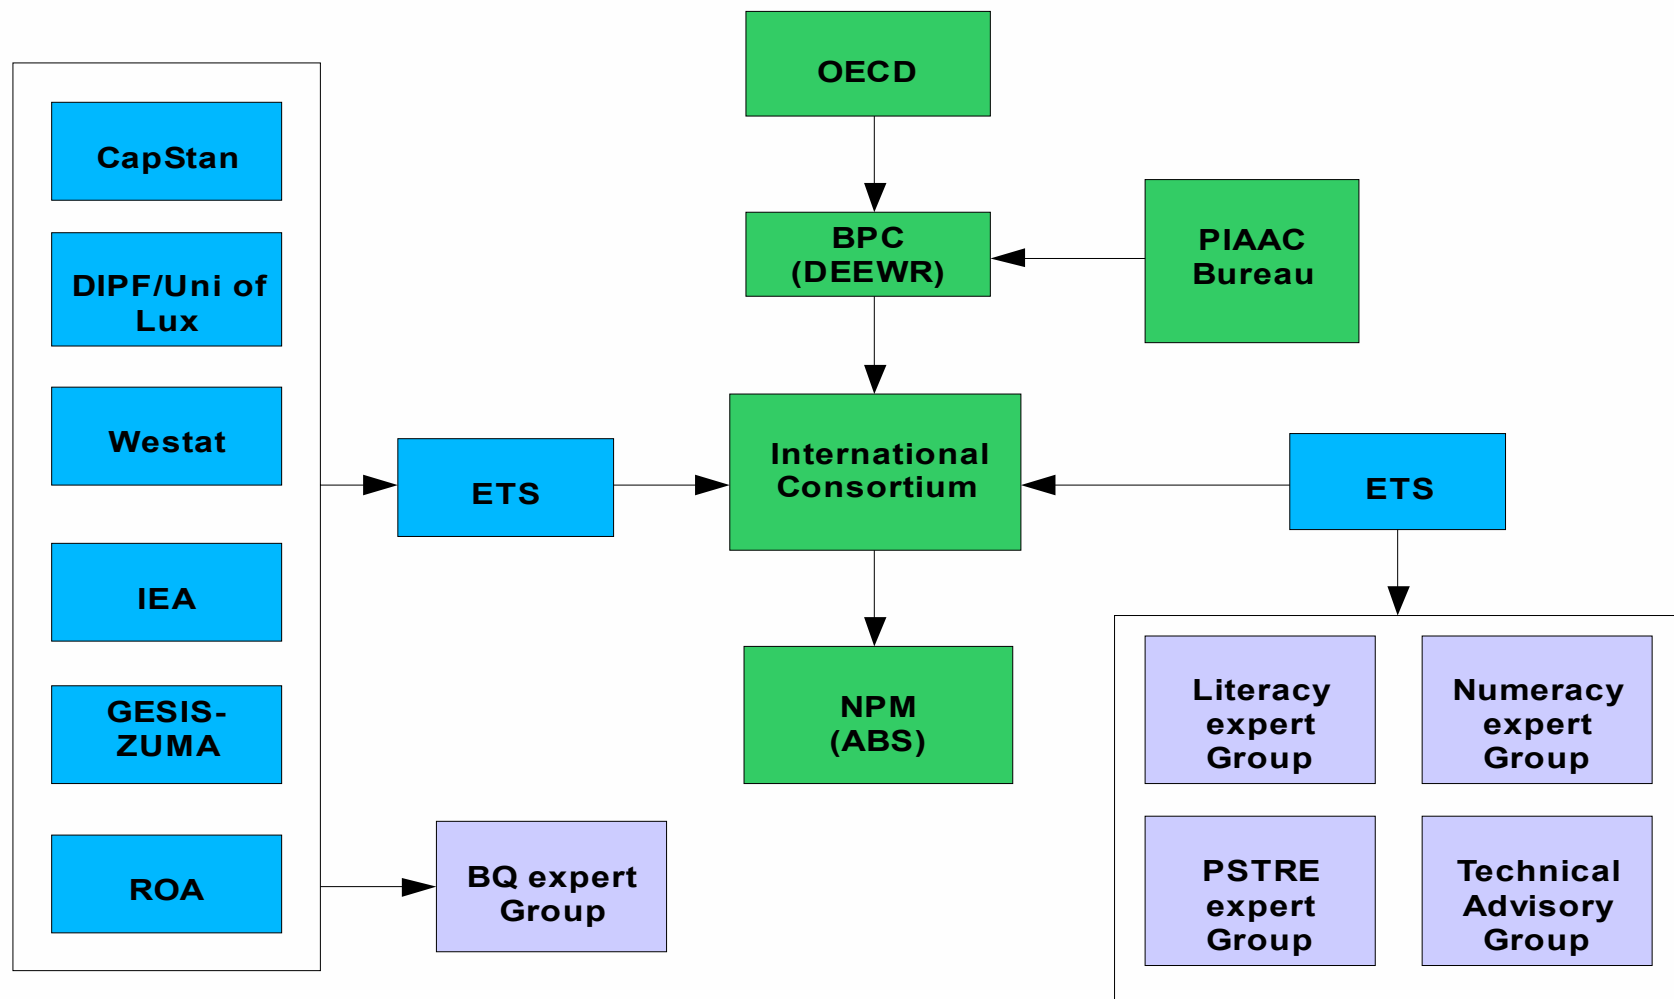 OECD
CapStan
BPC
(DEEWR)
PIAAC
Bureau
DIPF/Uni of
Lux
Westat
ETS
International
Consortium
ETS
IEA
GESIS-
ZUMA
NPM
(ABS)
Literacy
expert
Group
Numeracy
expert
Group
ROA
BQ expert
Group
PSTRE
expert
Group
Technical
Advisory
Group